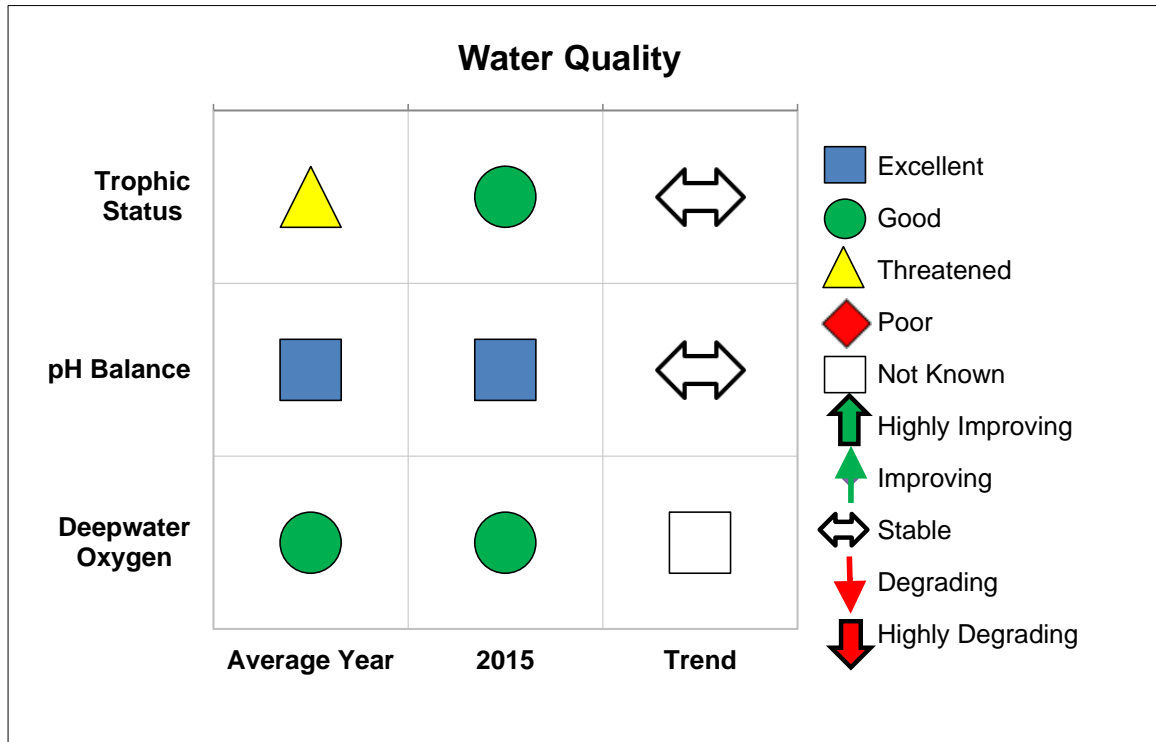 Water Quality
Trophic
Status
pH Balance
Deepwater
Oxygen
Average Year
2015
Trend
Excellent
Good
Threatened
Poor
Not Known
Highly Improving
Improving
Stable
Degrading
Highly Degrading